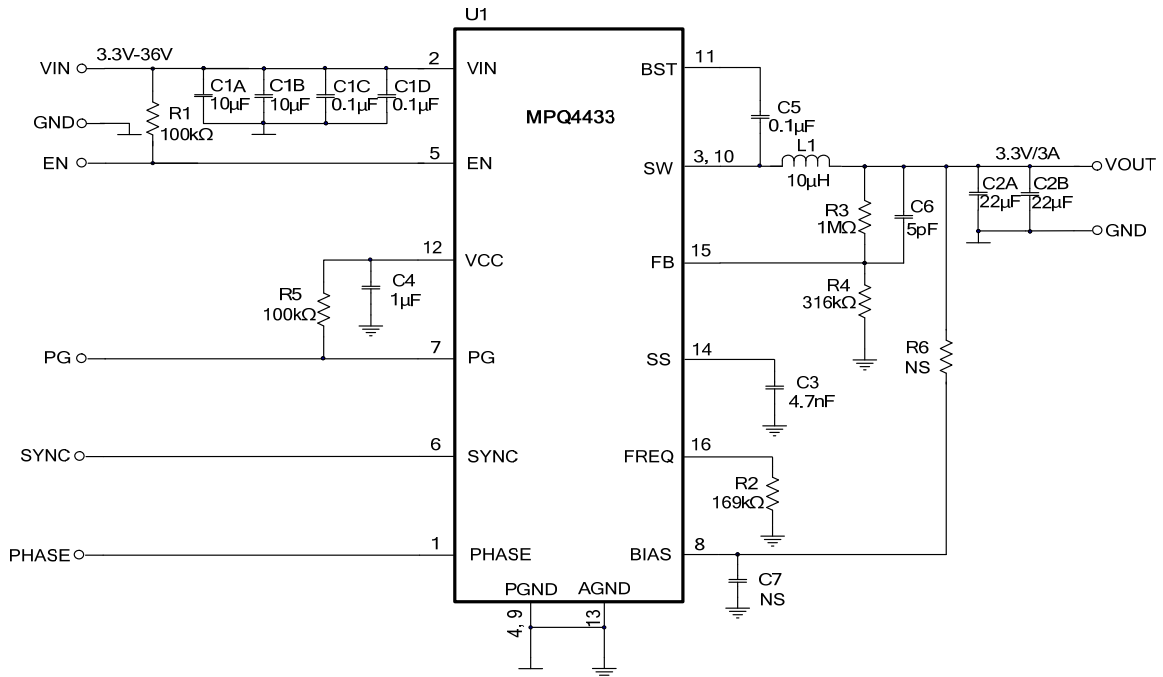 U1
3.3V-36V
VIN
2
VIN
BST
11
C1A
10μF
C1B
10μF
C1C
0.1μF
C1D
0.1μF
R1
100kΩ
GND
MPQ4433
C5
0.1μF
EN
5
EN
SW
3, 10
L1
10μH
3.3V/3A
VOUT
C2A
22μF
C2B
22μF
R3
1MΩ
C6
5pF
GND
12
VCC
FB
15
C4
1μF
R5
100kΩ
R4
316kΩ
PG
7
PG
SS
14
R6
NS
C3
4.7nF
SYNC
6
SYNC
FREQ
16
R2
169kΩ
PHASE
1
PHASE
BIAS
8
C7
NS
PGND
AGND
4, 9
13